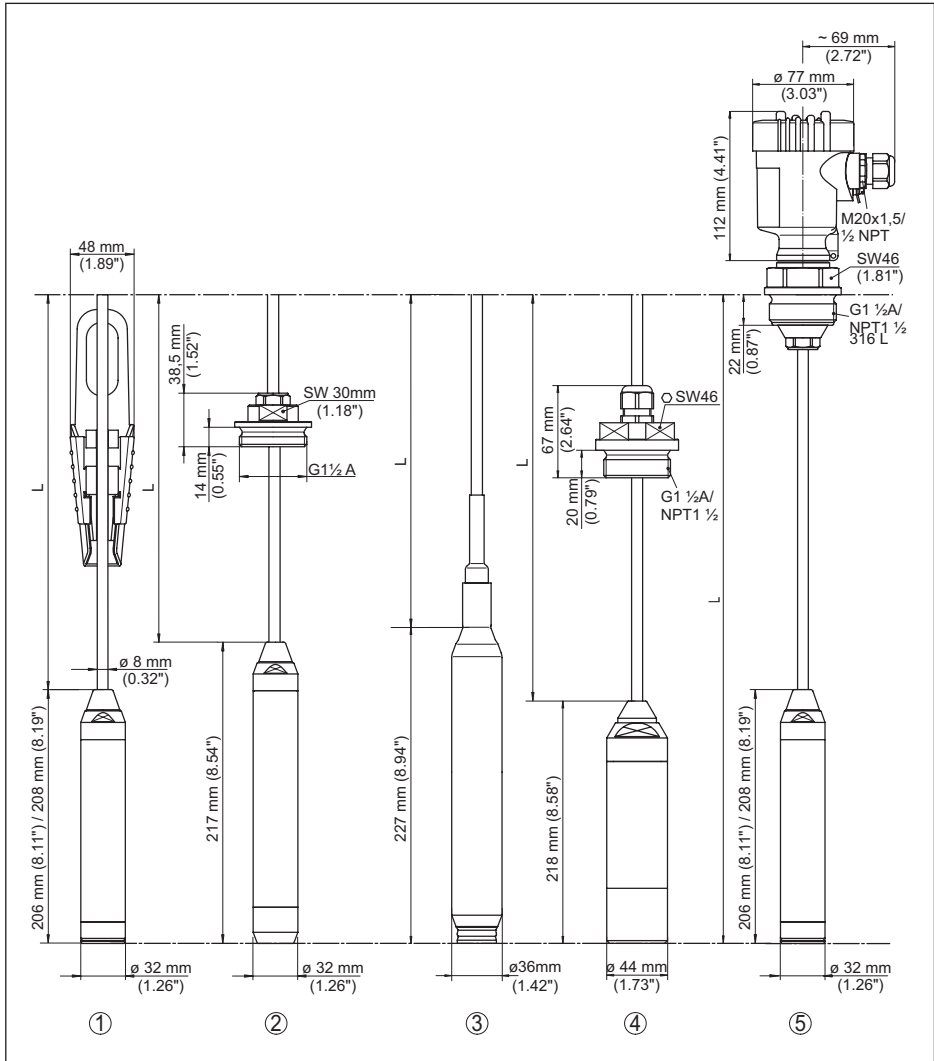 ~ 69 mm
(2.72")
ø 77 mm
(3.03")
112 mm (4.41")
M20x1,5/
½ NPT
SW46
(1.81")
G1 ½A/
NPT1 ½
316 L
22 mm
(0.87")
48 mm
(1.89")
L
ø 8 mm
(0.32")
206 mm (8.11") / 208 mm (8.19")
ø 32 mm
(1.26")
1
38,5 mm
(1.52")
SW 30mm
(1.18")
14 mm
(0.55")
G1½ A
L
217 mm (8.54")
ø 32 mm
(1.26")
2
L
227 mm (8.94")
ø36mm
(1.42")
3
L
67 mm
(2.64")
SW46
20 mm
(0.79")
G1 ½A/
NPT1 ½
218 mm (8.58")
ø 44 mm
(1.73")
4
L
206 mm (8.11") / 208 mm (8.19")
ø 32 mm
(1.26")
5